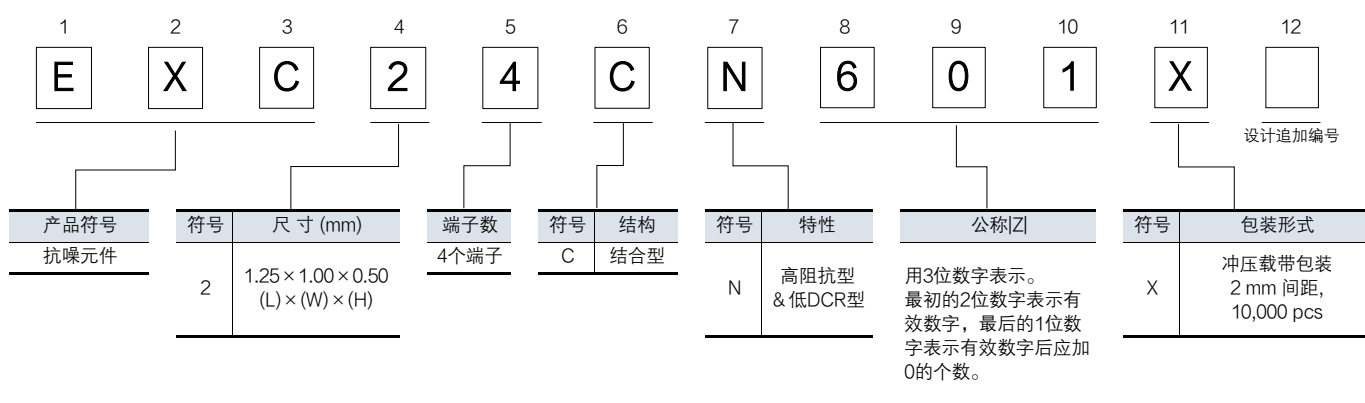 1 2 3 4 5 6 7 8 9 10 11 12
E X C 2 4 C N 6 0 1 X
设计追加编号
产品符号
抗噪元件
符号 尺 寸 (mm)
2 1.25×1.00×0.50
(L)×(W)×(H)
端子数
4个端子
符号 结构
C 结合型
符号 特性
N 高阻抗型
&低DCR型
公称|Z|
用3位数字表示。
最初的2位数字表示有
效数字，最后的1位数
字表示有效数字后应加
0的个数。
符号 包装形式
X 冲压载带包装
2 mm 间距,
10,000 pcs